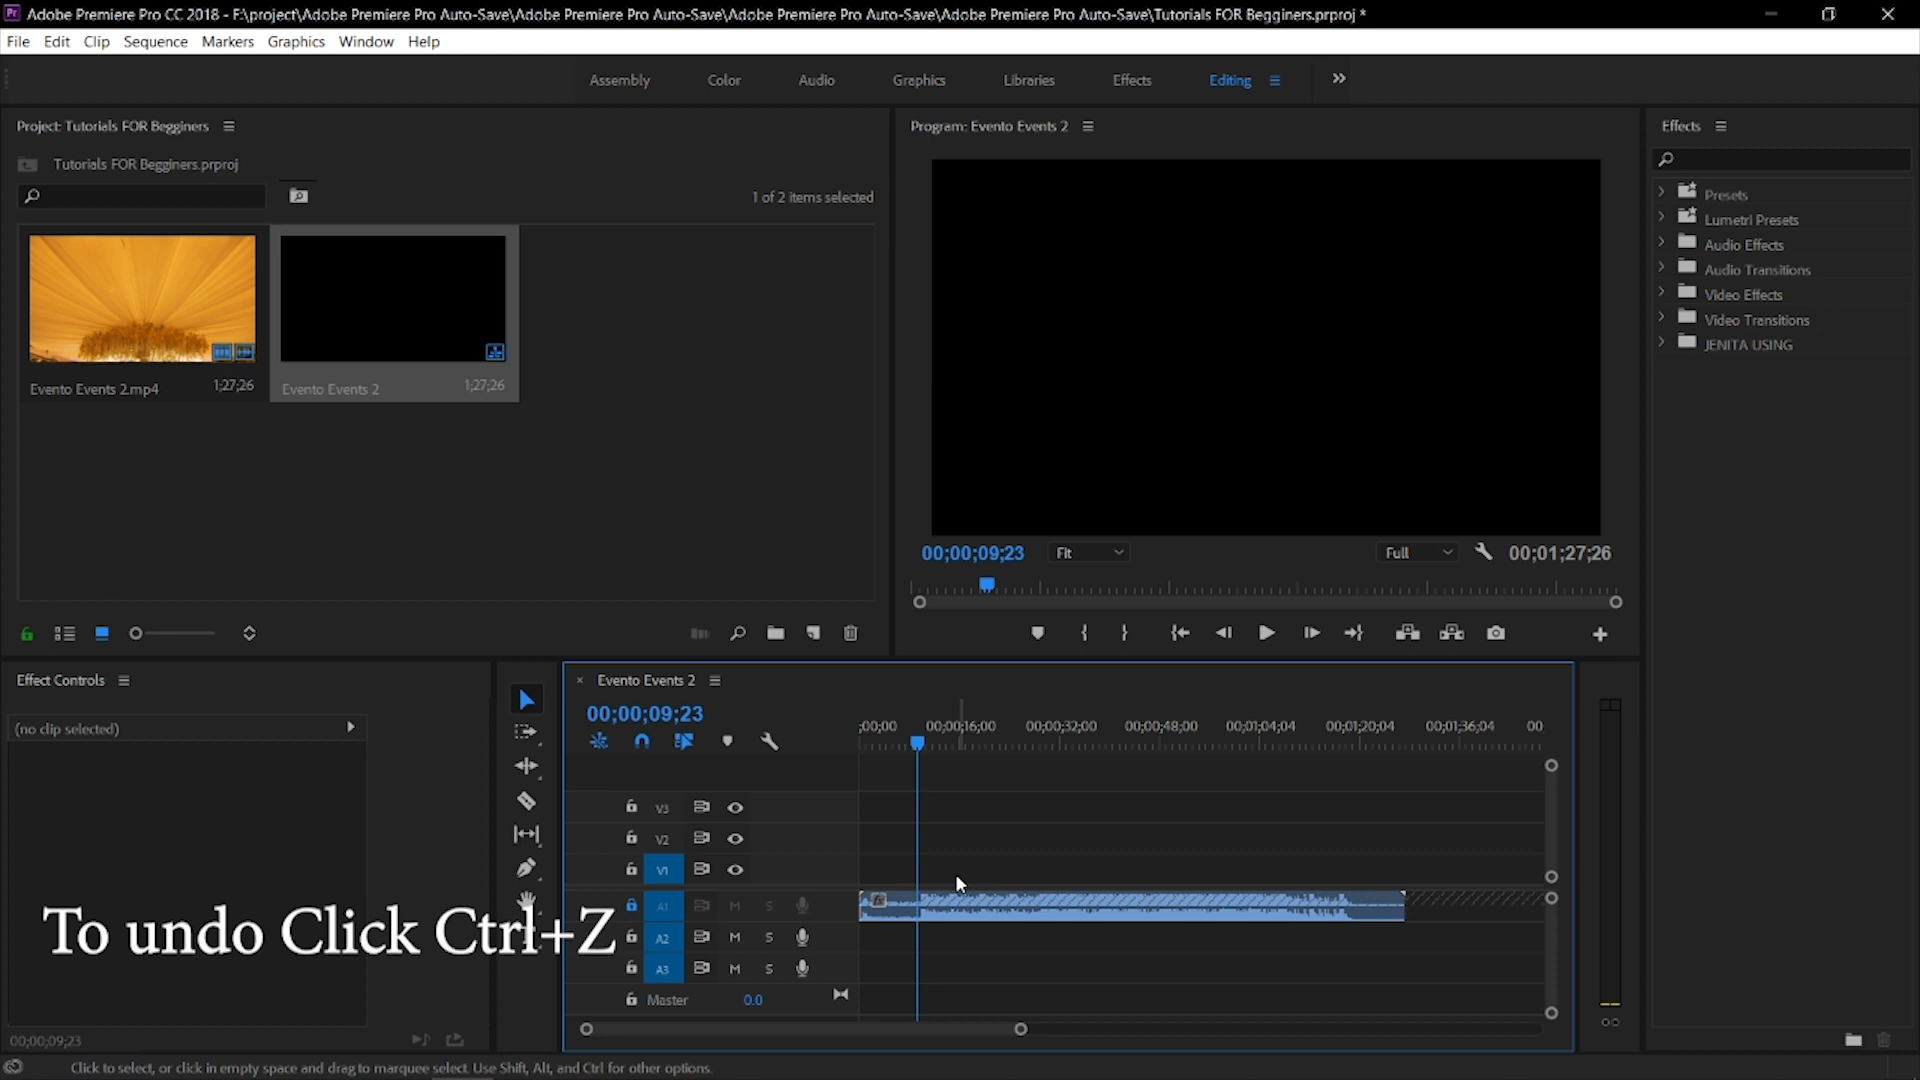 Adobe Premiere Pro CC 2018 - F:\project\Adobe Premiere Pro Auto-Save\Adobe Premiere Pro Auto-Save\Adobe Premiere Pro Auto-Save\Adobe Premiere Pro Auto-Save\Tutorials FOR Begginers.prproj *
File Edit Clip Sequence Markers Graphics Window Help
Assembly Color Audio Graphics Libraries Effects Editing
Project: Tutorials FOR Begginers
Tutorials FOR Begginers.prproj
1 of 2 items selected
Evento Events 2.mp4 1;27;26
Evento Events 2 1;27;26
Program: Evento Events 2
00;00;09;23 Fit Full 00;01;27;26
Effects
Presets
Lumetri Presets
Audio Effects
Audio Transitions
Video Effects
Video Transitions
JENITA USING
Effect Controls
(no clip selected)
00;00;09;23
Evento Events 2
00;00;09;23
;00;00 00;00;16;00 00;00;32;00 00;00;48;00 00;01;04;04 00;01;20;04 00;01;36;04 00
V3
V2
V1
A1 M S
A2 M S
A3 M S
Master 0.0
To undo Click Ctrl+Z
Click to select, or click in empty space and drag to marquee select. Use Shift, Alt, and Ctrl for other options.